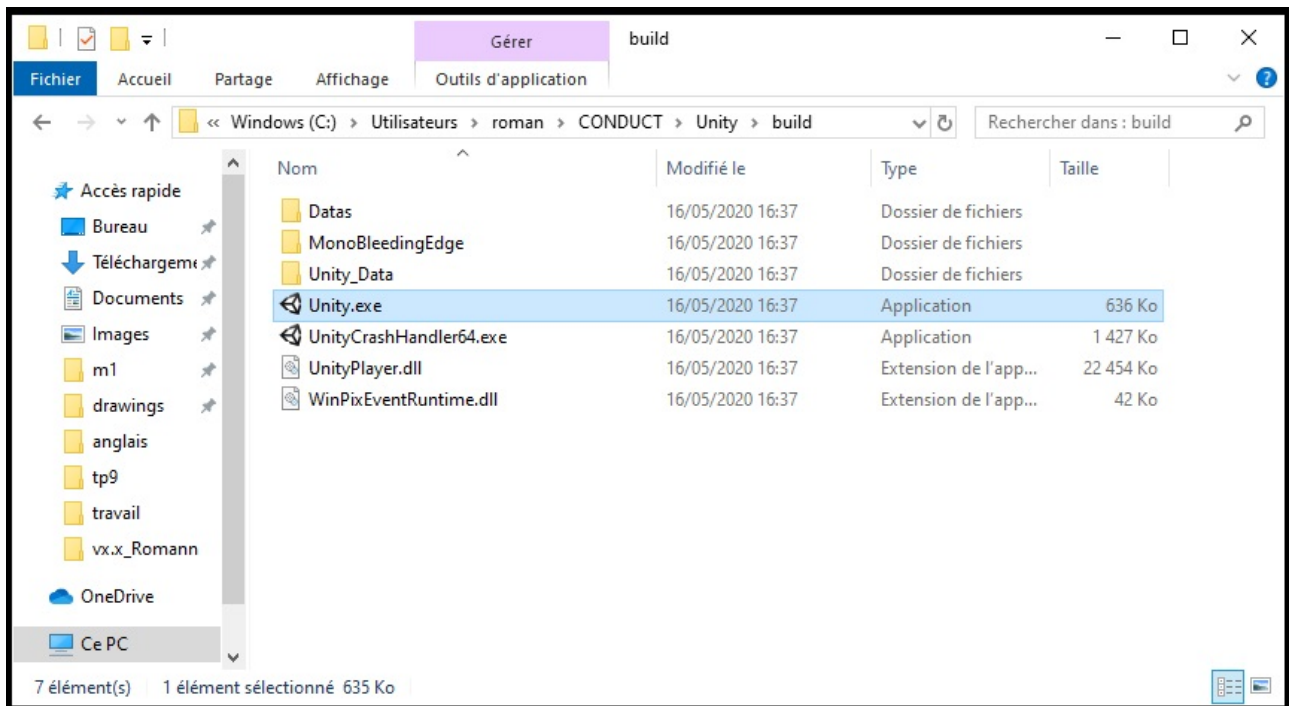 Gérer build
Fichier Accueil Partage Affichage Outils d'application
« Windows (C:) › Utilisateurs › roman › CONDUCT › Unity › build Rechercher dans : build
Nom Modifié le Type Taille
Accès rapide
Bureau
Téléchargeme
Documents
Images
m1
drawings
anglais
tp9
travail
vx.x_Romann
OneDrive
Ce PC
Datas 16/05/2020 16:37 Dossier de fichiers
MonoBleedingEdge 16/05/2020 16:37 Dossier de fichiers
Unity_Data 16/05/2020 16:37 Dossier de fichiers
Unity.exe 16/05/2020 16:37 Application 636 Ko
UnityCrashHandler64.exe 16/05/2020 16:37 Application 1 427 Ko
UnityPlayer.dll 16/05/2020 16:37 Extension de l'app... 22 454 Ko
WinPixEventRuntime.dll 16/05/2020 16:37 Extension de l'app... 42 Ko
7 élément(s) 1 élément sélectionné 635 Ko